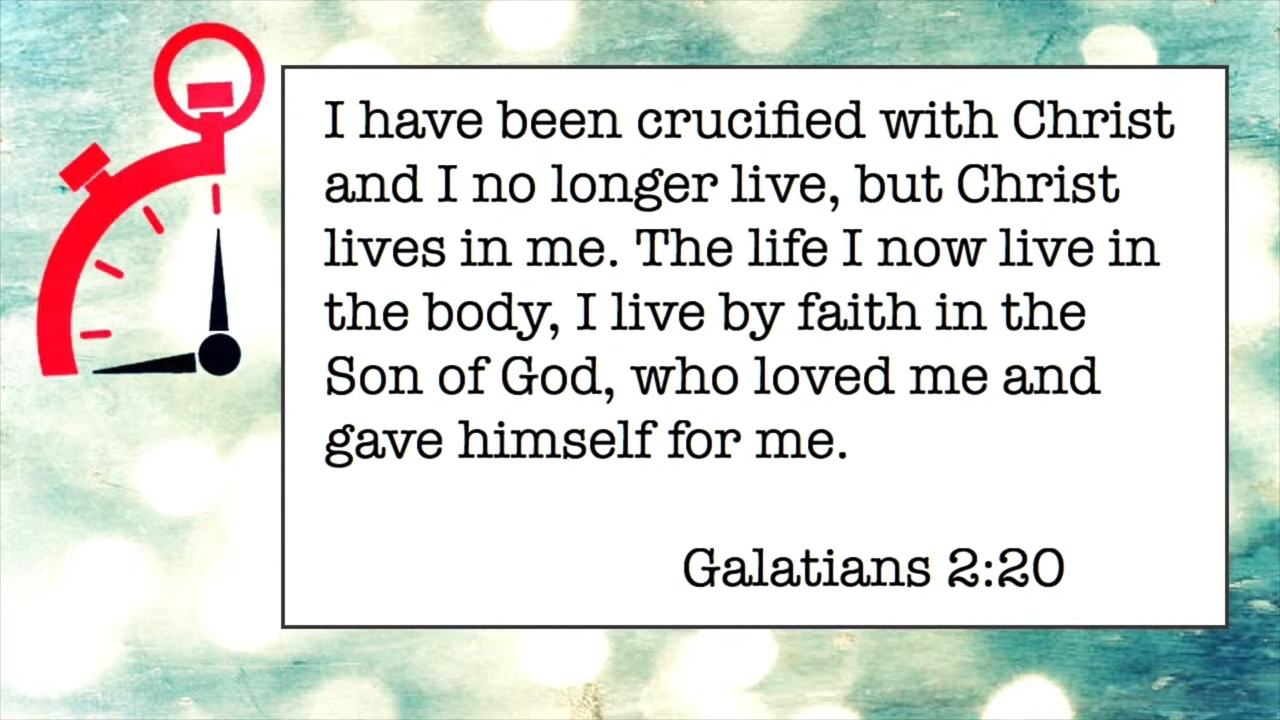 I have been crucified with Christ
and I no longer live, but Christ
lives in me. The life I now live in
the body, I live by faith in the
Son of God, who loved me and
gave himself for me.
Galatians 2:20